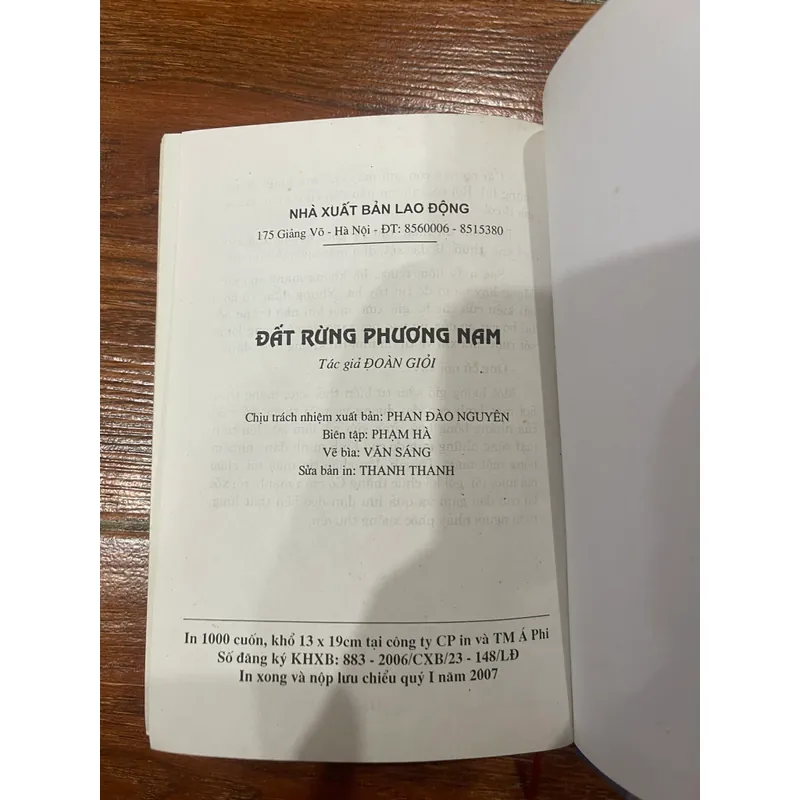 NHÀ XUẤT BẢN LAO ĐỘNG
175 Giảng Võ - Hà Nội - ĐT: 8560006 - 8515380
ĐẤT RỪNG PHƯƠNG NAM
Tác giả ĐOÀN GIỎI
Chịu trách nhiệm xuất bản: PHAN ĐÀO NGUYÊN
Biên tập: PHẠM HÀ
Vẽ bìa: VĂN SÁNG
Sửa bản in: THANH THANH
In 1000 cuốn, khổ 13 x 19cm tại công ty CP in và TM Á Phi
Số đăng ký KHXB: 883 - 2006/CXB/23 - 148/LĐ
In xong và nộp lưu chiểu quý I năm 2007